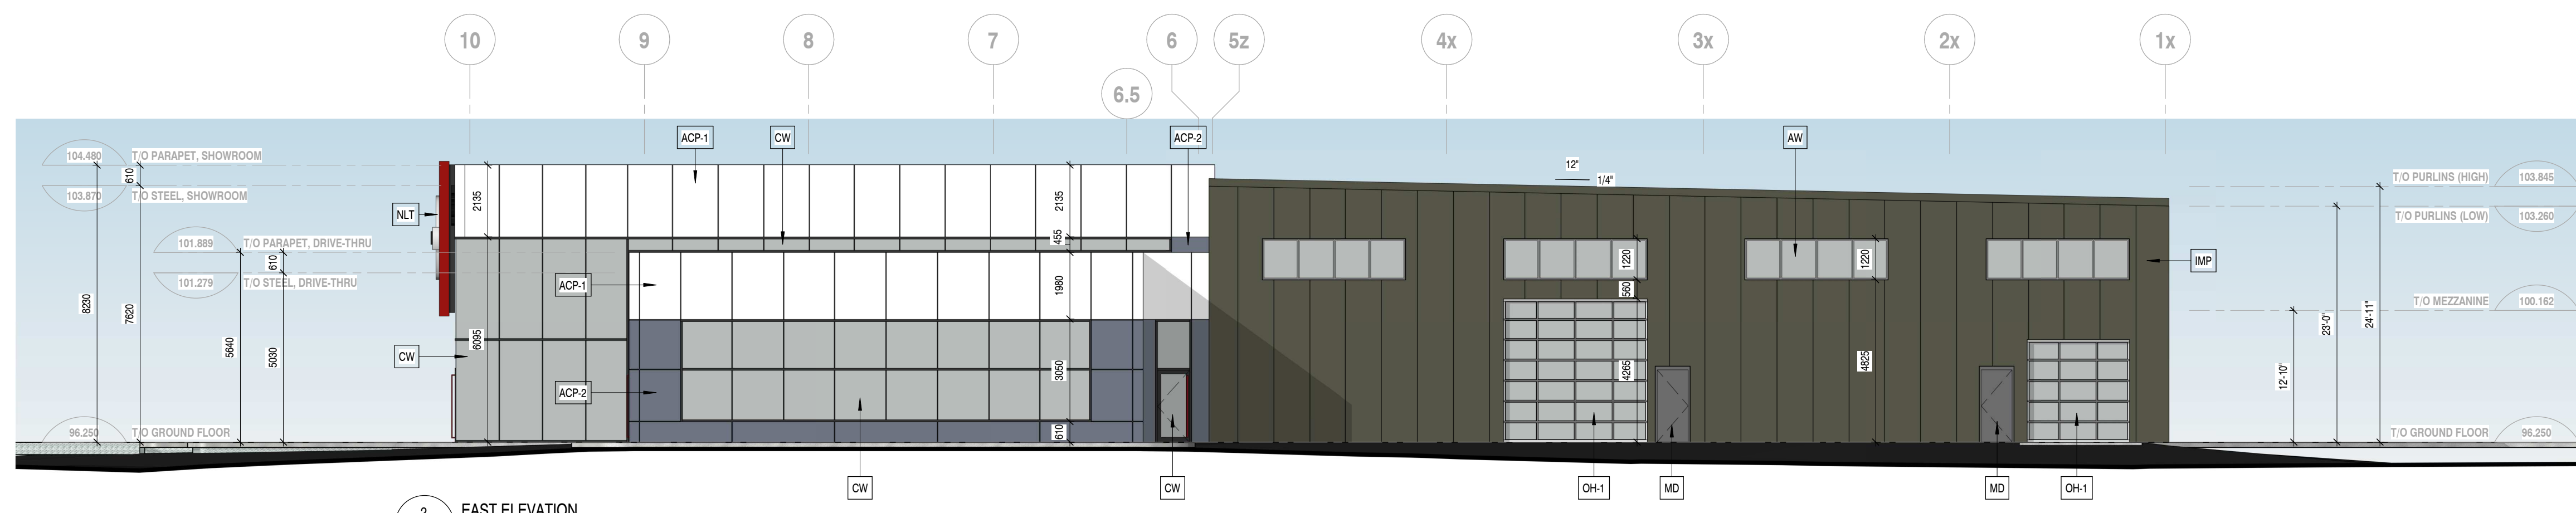 10 9 8 7 6 5z 4x 3x 2x 1x
6.5
ACP-1 CW ACP-2 AW
104.480 T/O PARAPET, SHOWROOM
610
103.870 T/O STEEL, SHOWROOM
12"
1/4"
T/O PURLINS (HIGH) 103.845
T/O PURLINS (LOW) 103.260
NLT
2135 2135
455
101.889 T/O PARAPET, DRIVE-THRU
610
101.279 T/O STEEL, DRIVE-THRU
ACP-1
1980
1220 1220
560
IMP
T/O MEZZANINE 100.162
8230 7620 5640 5030
CW
6095
ACP-2
3050
610
4265
4825
12'-10" 23'-0" 24'-11"
96.250 T/O GROUND FLOOR
T/O GROUND FLOOR 96.250
CW CW OH-1 MD MD OH-1
2 EAST ELEVATION